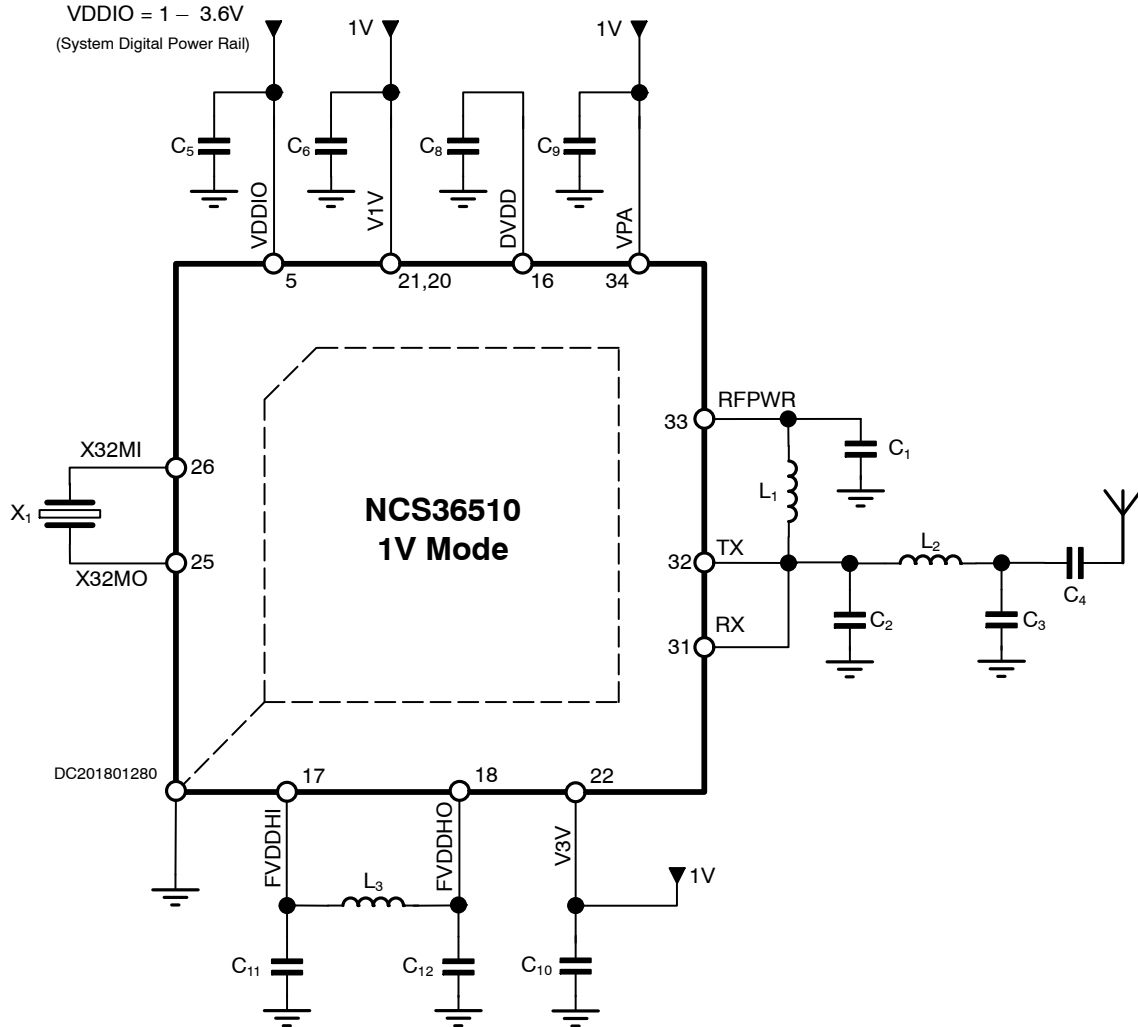 VDDIO = 1 – 3.6V
(System Digital Power Rail)
1V
1V
C5
C6
C8
C9
VDDIO
V1V
DVDD
VPA
5
21,20
16
34
RFPWR
33
C1
L1
X32MI
26
X1
NCS36510
1V Mode
TX
32
L2
C4
25
X32MO
RX
31
C2
C3
DC201801280
17
18
22
FVDDHI
FVDDHO
V3V
L3
1V
C11
C12
C10